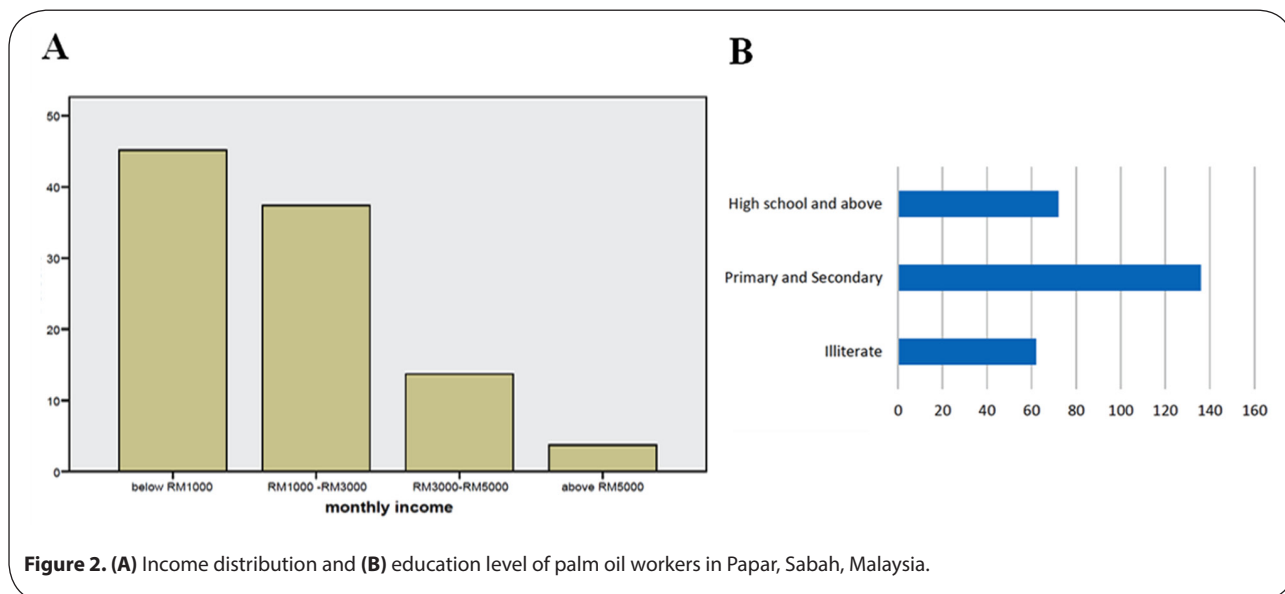 A
50
40
30
20
10
0
below RM1000
RM1000 -RM3000
RM3000-RM5000
above RM5000
monthly income
B
High school and above
Primary and Secondary
Illiterate
0 20 40 60 80 100 120 140 160
Figure 2. (A) Income distribution and (B) education level of palm oil workers in Papar, Sabah, Malaysia.